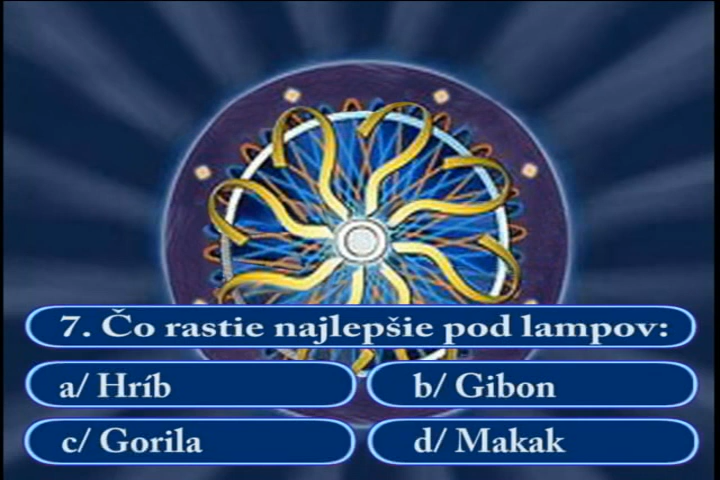 7. Čo rastie najlepšie pod lampov:
a/ Hríb
b/ Gibon
c/ Gorila
d/ Makak